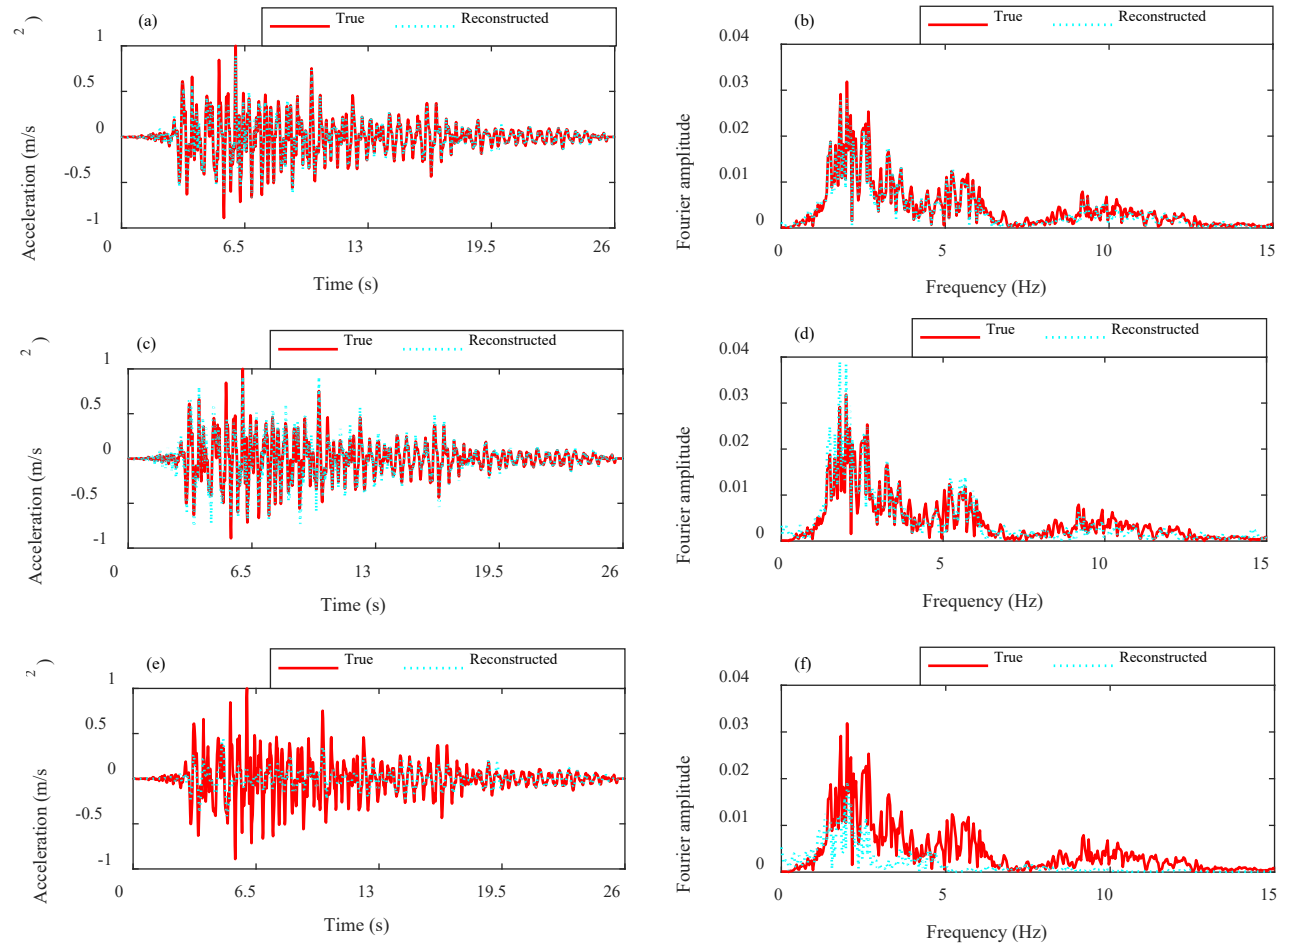 (a) True Reconstructed
Acceleration (m/s2)
1
0.5
0
-0.5
-1
0 6.5 13 19.5 26
Time (s)
(b) True Reconstructed
Fourier amplitude
0.04
0.03
0.02
0.01
0
0 5 10 15
Frequency (Hz)
(c) True Reconstructed
Acceleration (m/s2)
1
0.5
0
-0.5
-1
0 6.5 13 19.5 26
Time (s)
(d) True Reconstructed
Fourier amplitude
0.04
0.03
0.02
0.01
0
0 5 10 15
Frequency (Hz)
(e) True Reconstructed
Acceleration (m/s2)
1
0.5
0
-0.5
-1
0 6.5 13 19.5 26
Time (s)
(f) True Reconstructed
Fourier amplitude
0.04
0.03
0.02
0.01
0
0 5 10 15
Frequency (Hz)